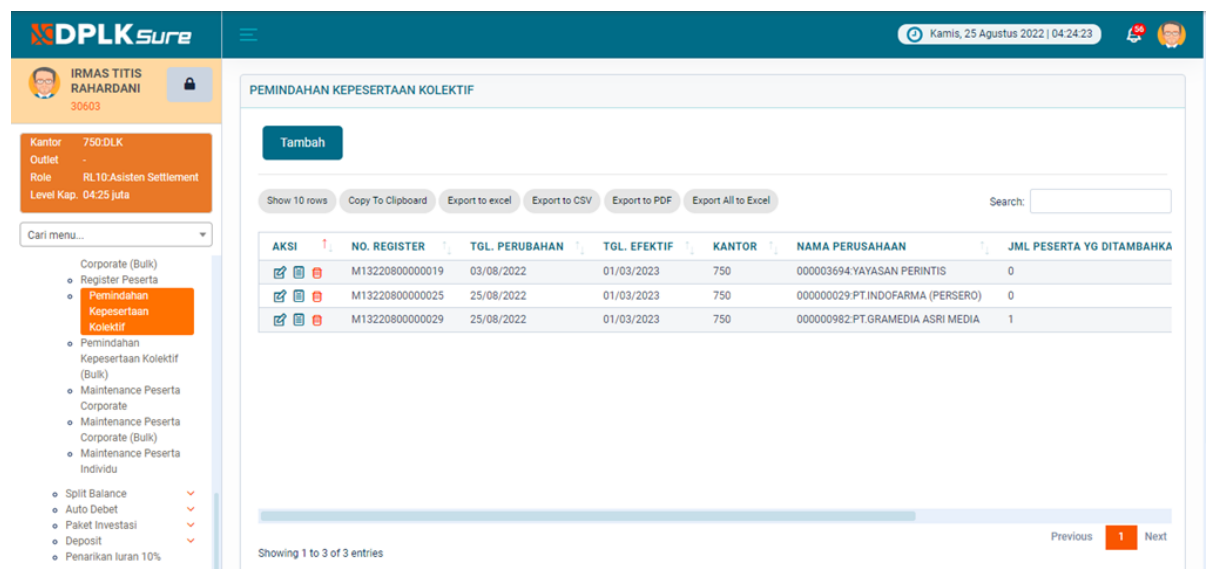 DPLKsure
Kamis, 25 Agustus 2022 | 04:24:23
56
IRMAS TITIS
RAHARDANI
30603
Kantor 750:DLK
Outlet -
Role RL10:Asisten Settlement
Level Kap. 04:25 juta
Cari menu...
Corporate (Bulk)
Register Peserta
Pemindahan
Kepesertaan
Kolektif
Pemindahan
Kepesertaan Kolektif
(Bulk)
Maintenance Peserta
Corporate
Maintenance Peserta
Corporate (Bulk)
Maintenance Peserta
Individu
Split Balance
Auto Debet
Paket Investasi
Deposit
Penarikan Iuran 10%
PEMINDAHAN KEPESERTAAN KOLEKTIF
Tambah
Show 10 rows Copy To Clipboard Export to excel Export to CSV Export to PDF Export All to Excel Search:
AKSI NO. REGISTER TGL. PERUBAHAN TGL. EFEKTIF KANTOR NAMA PERUSAHAAN JML PESERTA YG DITAMBAHKA
M13220800000019 03/08/2022 01/03/2023 750 000003694:YAYASAN PERINTIS 0
M13220800000025 25/08/2022 01/03/2023 750 000000029:PT.INDOFARMA (PERSERO) 0
M13220800000029 25/08/2022 01/03/2023 750 000000982:PT.GRAMEDIA ASRI MEDIA 1
Previous 1 Next
Showing 1 to 3 of 3 entries